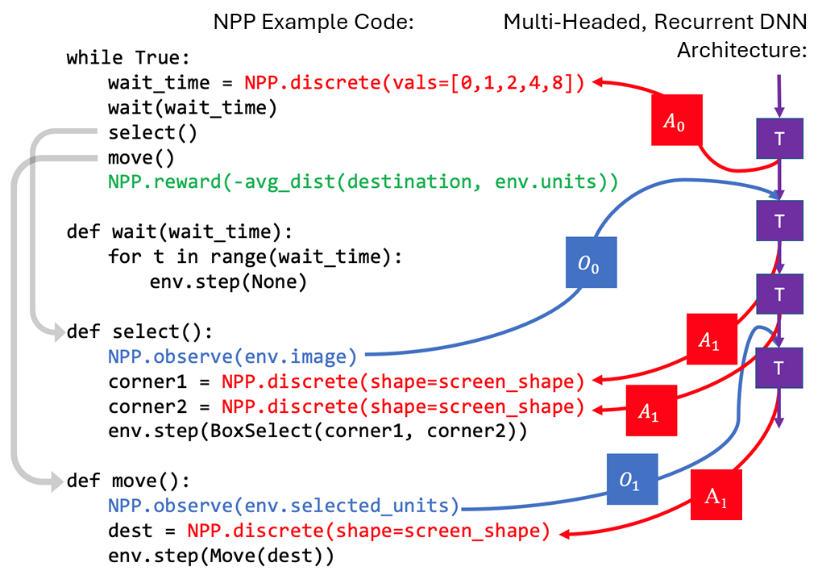 NPP Example Code:
Multi-Headed, Recurrent DNN
Architecture:
while True:
wait_time = NPP.discrete(vals=[0,1,2,4,8])
wait(wait_time)
select()
move()
NPP.reward(-avg_dist(destination, env.units))
def wait(wait_time):
for t in range(wait_time):
env.step(None)
def select():
NPP.observe(env.image)
corner1 = NPP.discrete(shape=screen_shape)
corner2 = NPP.discrete(shape=screen_shape)
env.step(BoxSelect(corner1, corner2))
def move():
NPP.observe(env.selected_units)
dest = NPP.discrete(shape=screen_shape)
env.step(Move(dest))
A₀
T
T
O₀
T
A₁
T
A₁
O₁
A₁